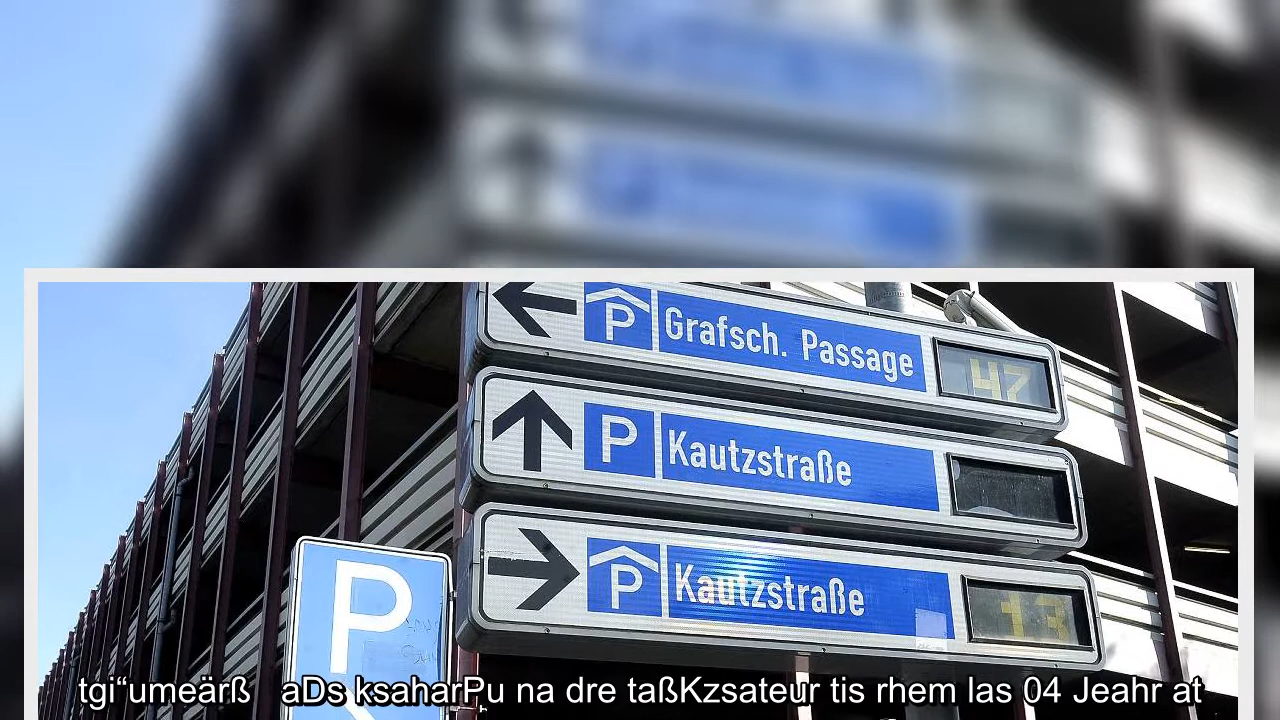 P Grafsch. Passage 47
P Kautzstraße
P Kautzstraße 13
P
tgi“umeärß aDs ksaharPu na dre taßKzsateur tis rhem las 04 Jeahr at